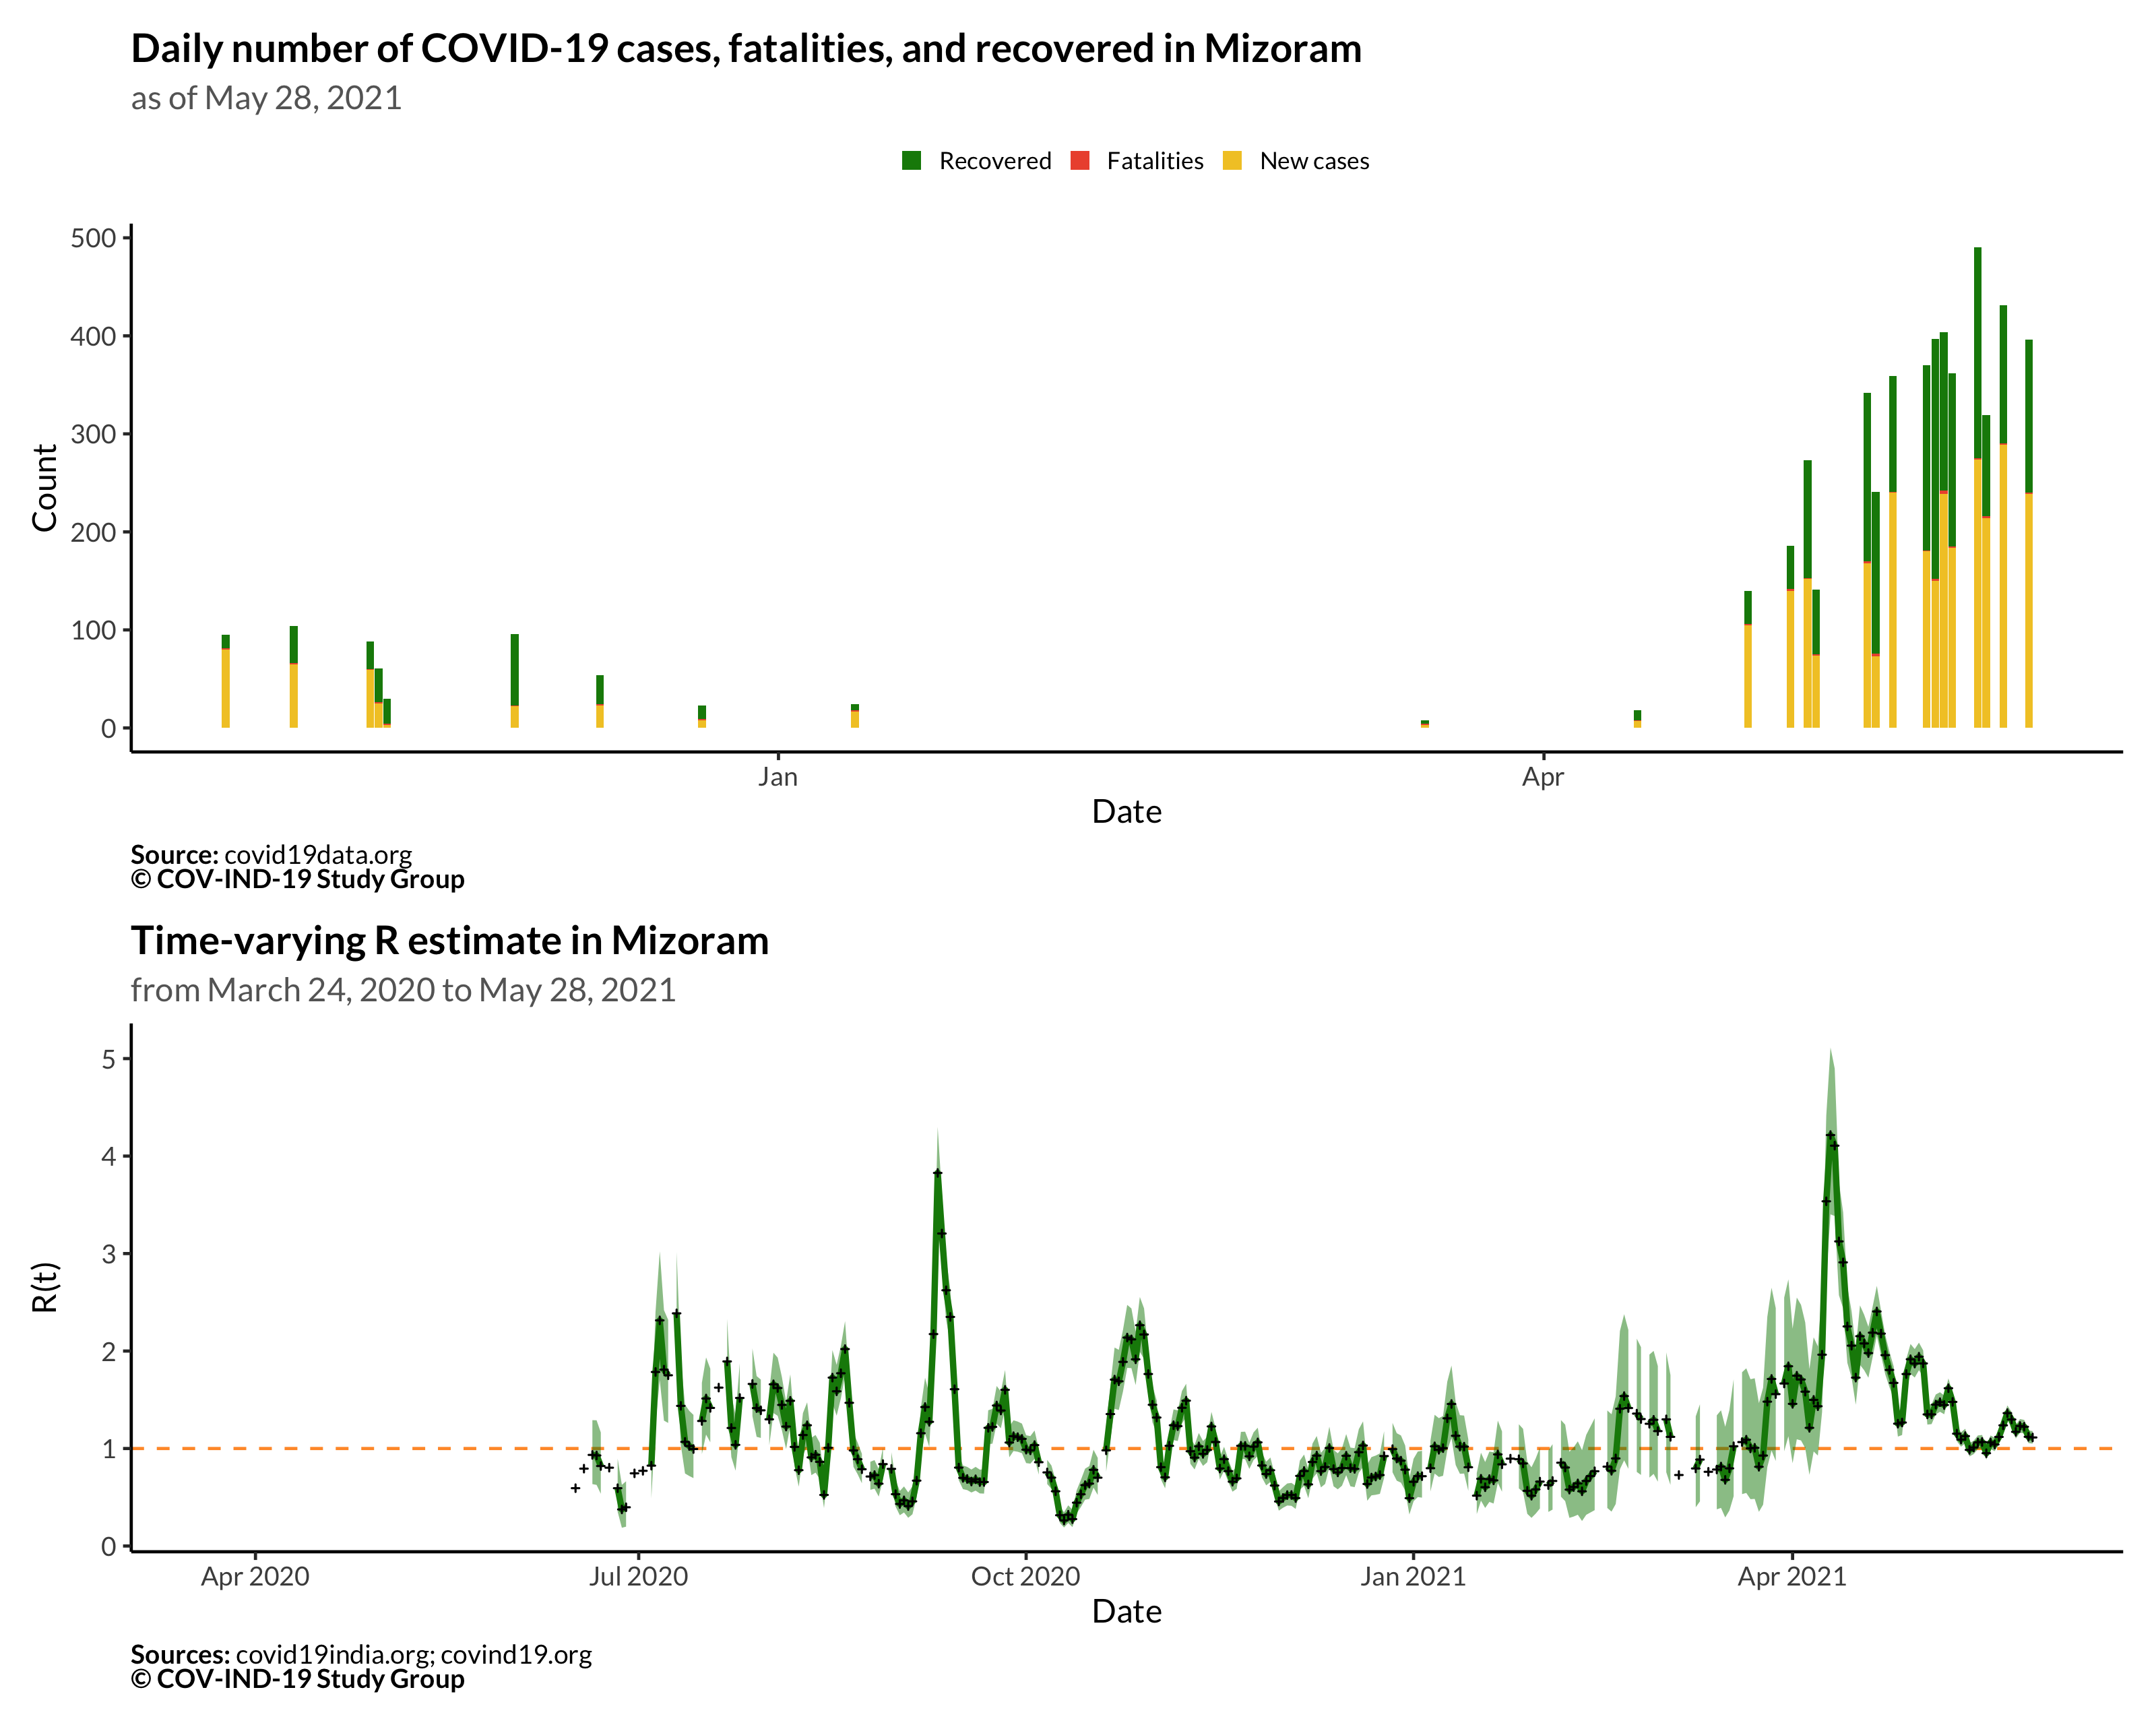 Daily number of COVID-19 cases, fatalities, and recovered in Mizoram
as of May 28, 2021
Recovered Fatalities New cases
500
400
300
200
100
0
Count
Jan Apr
Date
Source: covid19data.org
© COV-IND-19 Study Group
Time-varying R estimate in Mizoram
from March 24, 2020 to May 28, 2021
5
4
3
2
1
0
R(t)
Apr 2020 Jul 2020 Oct 2020 Jan 2021 Apr 2021
Date
Sources: covid19india.org; covind19.org
© COV-IND-19 Study Group